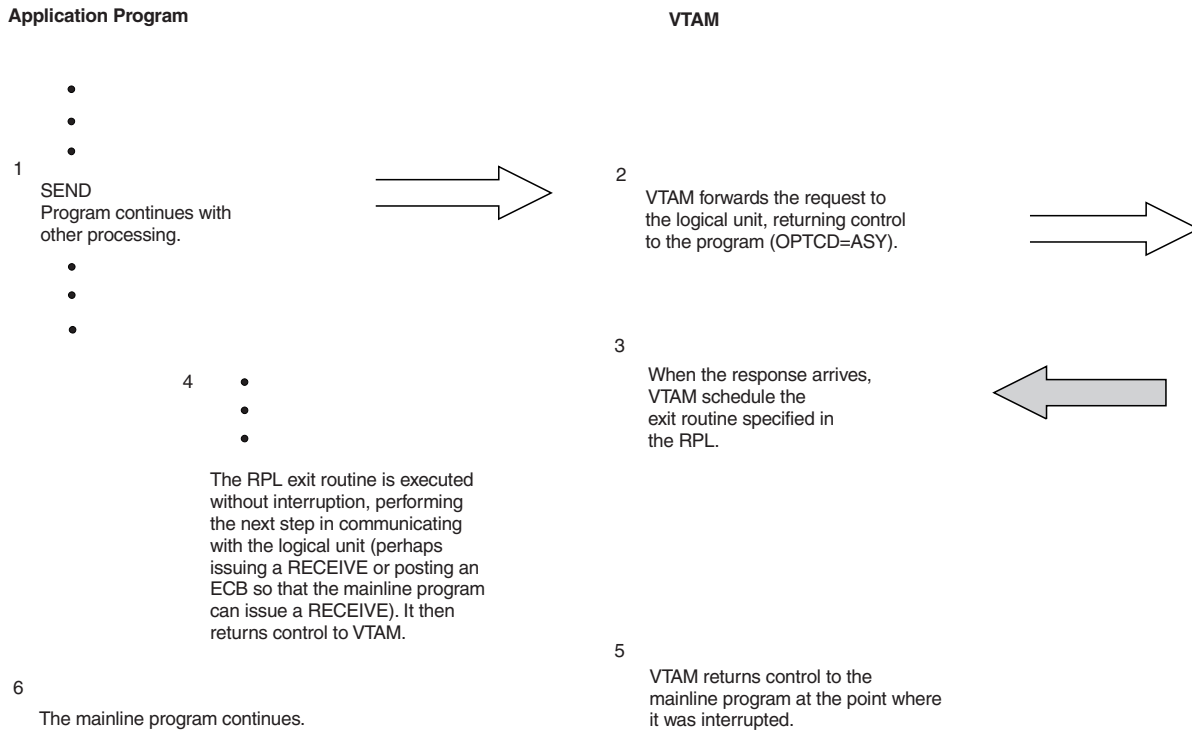 Application Program
VTAM
1
SEND
Program continues with
other processing.
2
VTAM forwards the request to
the logical unit, returning control
to the program (OPTCD=ASY).
3
When the response arrives,
VTAM schedule the
exit routine specified in
the RPL.
4
The RPL exit routine is executed
without interruption, performing
the next step in communicating
with the logical unit (perhaps
issuing a RECEIVE or posting an
ECB so that the mainline program
can issue a RECEIVE). It then
returns control to VTAM.
5
VTAM returns control to the
mainline program at the point where
it was interrupted.
6
The mainline program continues.